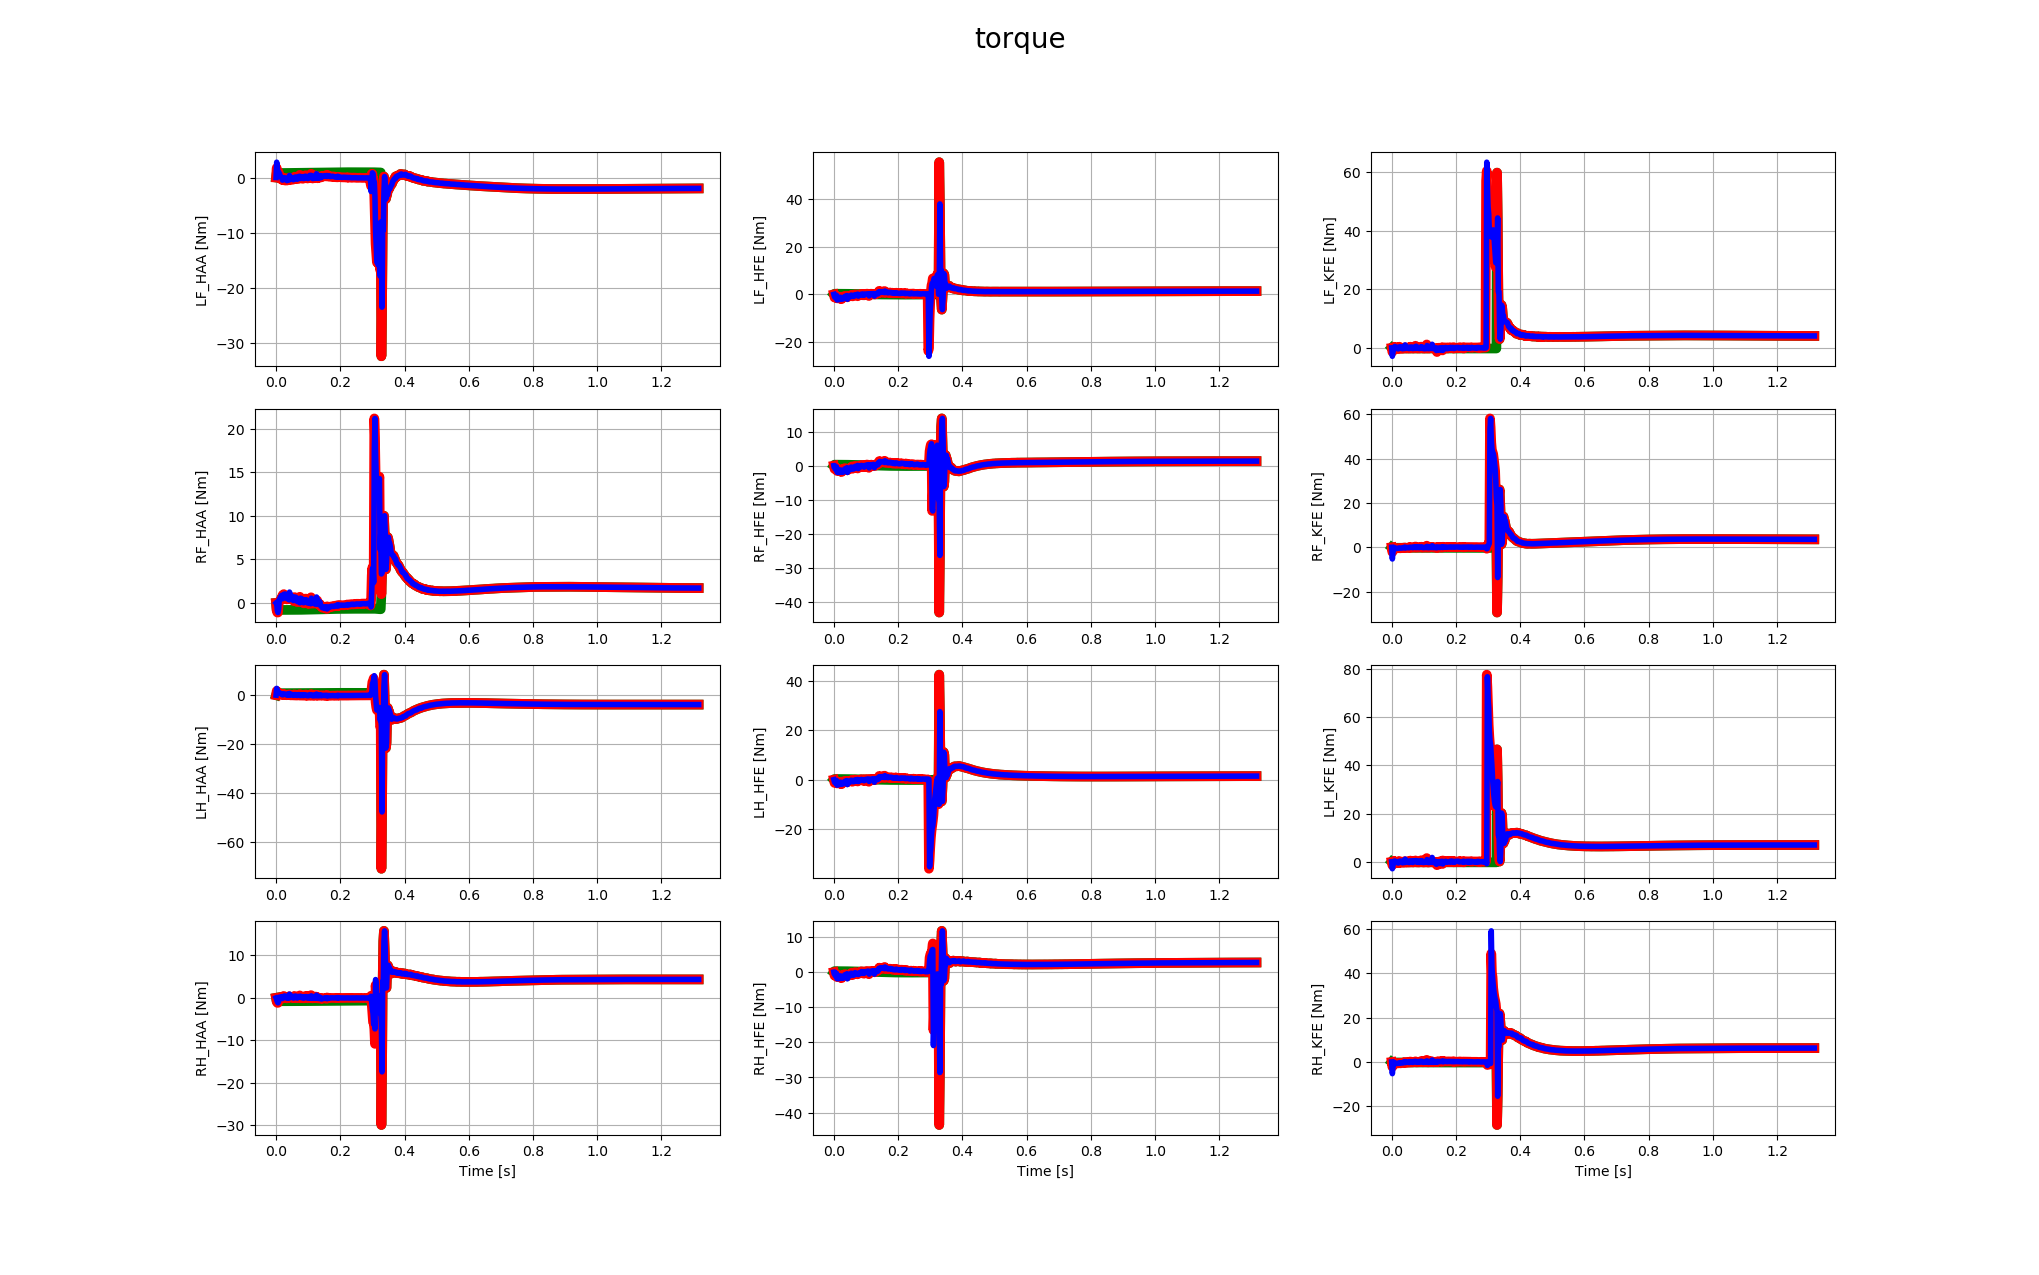 torque
LF_HAA [Nm]
0
−10
−20
−30
0.0 0.2 0.4 0.6 0.8 1.0 1.2
LF_HFE [Nm]
40
20
0
−20
0.0 0.2 0.4 0.6 0.8 1.0 1.2
LF_KFE [Nm]
60
40
20
0
0.0 0.2 0.4 0.6 0.8 1.0 1.2
RF_HAA [Nm]
20
15
10
5
0
0.0 0.2 0.4 0.6 0.8 1.0 1.2
RF_HFE [Nm]
10
0
−10
−20
−30
−40
0.0 0.2 0.4 0.6 0.8 1.0 1.2
RF_KFE [Nm]
60
40
20
0
−20
0.0 0.2 0.4 0.6 0.8 1.0 1.2
LH_HAA [Nm]
0
−20
−40
−60
0.0 0.2 0.4 0.6 0.8 1.0 1.2
LH_HFE [Nm]
40
20
0
−20
0.0 0.2 0.4 0.6 0.8 1.0 1.2
LH_KFE [Nm]
80
60
40
20
0
0.0 0.2 0.4 0.6 0.8 1.0 1.2
RH_HAA [Nm]
10
0
−10
−20
−30
0.0 0.2 0.4 0.6 0.8 1.0 1.2
Time [s]
RH_HFE [Nm]
10
0
−10
−20
−30
−40
0.0 0.2 0.4 0.6 0.8 1.0 1.2
Time [s]
RH_KFE [Nm]
60
40
20
0
−20
0.0 0.2 0.4 0.6 0.8 1.0 1.2
Time [s]